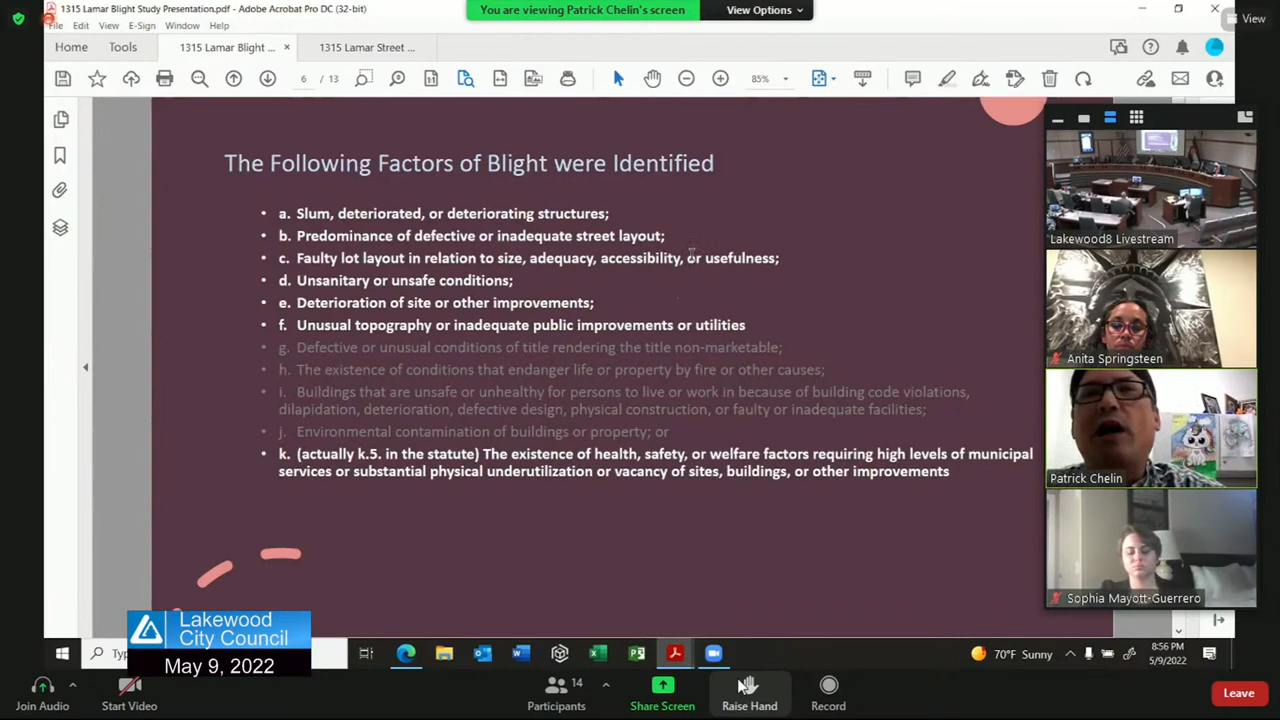 1315 Lamar Blight Study Presentation.pdf - Adobe Acrobat Pro DC (32-bit)
You are viewing Patrick Chelin's screen
View Options
View
File Edit View E-Sign Window Help
Home Tools 1315 Lamar Blight ... × 1315 Lamar Street ...
6 / 13 85%
The Following Factors of Blight were Identified
• a. Slum, deteriorated, or deteriorating structures;
• b. Predominance of defective or inadequate street layout;
• c. Faulty lot layout in relation to size, adequacy, accessibility, or usefulness;
• d. Unsanitary or unsafe conditions;
• e. Deterioration of site or other improvements;
• f. Unusual topography or inadequate public improvements or utilities
• g. Defective or unusual conditions of title rendering the title non-marketable;
• h. The existence of conditions that endanger life or property by fire or other causes;
• i. Buildings that are unsafe or unhealthy for persons to live or work in because of building code violations,
dilapidation, deterioration, defective design, physical construction, or faulty or inadequate facilities;
• j. Environmental contamination of buildings or property; or
• k. (actually k.5. in the statute) The existence of health, safety, or welfare factors requiring high levels of municipal
services or substantial physical underutilization or vacancy of sites, buildings, or other improvements
Lakewood8 Livestream
Anita Springsteen
Patrick Chelin
Sophia Mayott-Guerrero
Lakewood
City Council
May 9, 2022
Typ
70°F Sunny
8:56 PM
5/9/2022
Join Audio
Start Video
14
Participants
Share Screen
Raise Hand
Record
Leave